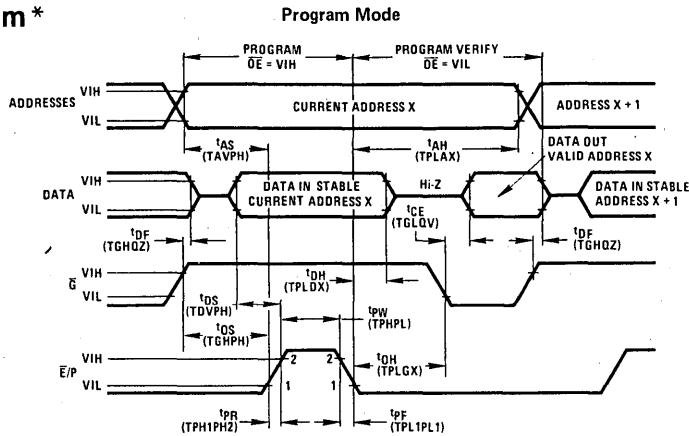 m*
Program Mode
PROGRAM
OE = VIH
PROGRAM VERIFY
OE = VIL
ADDRESSES
VIH
VIL
CURRENT ADDRESS X
ADDRESS X + 1
tAS
(TAVPH)
tAH
(TPLAX)
DATA OUT
VALID ADDRESS X
DATA
VIH
VIL
DATA IN STABLE
CURRENT ADDRESS X
Hi-Z
DATA IN STABLE
ADDRESS X + 1
tCE
(TGLQV)
tDF
(TGHQZ)
tDF
(TGHQZ)
G
VIH
VIL
tDH
(TPLDX)
tDS
(TDVPH)
tPW
(TPHPL)
tOS
(TGHPH)
tOH
(TPLGX)
E/P
VIH
VIL
2
2
1
1
tPR
(TPH1PH2)
tPF
(TPL1PL1)